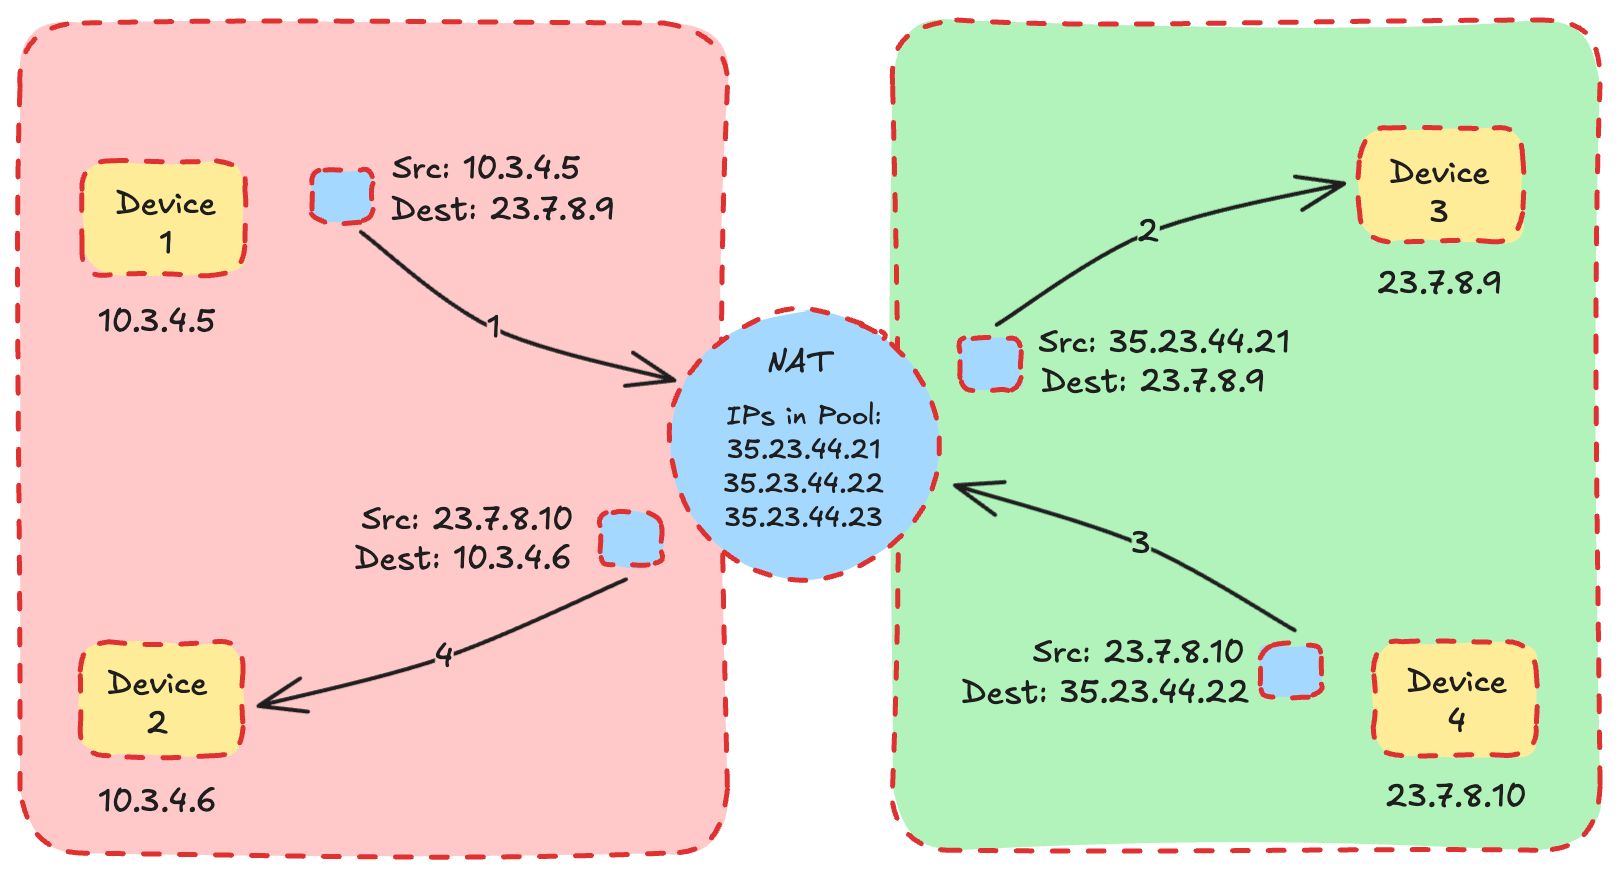 Device
1
10.3.4.5
Src: 10.3.4.5
Dest: 23.7.8.9
1
NAT
IPs in Pool:
35.23.44.21
35.23.44.22
35.23.44.23
2
Device
3
23.7.8.9
Src: 35.23.44.21
Dest: 23.7.8.9
3
Src: 23.7.8.10
Dest: 35.23.44.22
Device
4
23.7.8.10
Src: 23.7.8.10
Dest: 10.3.4.6
4
Device
2
10.3.4.6